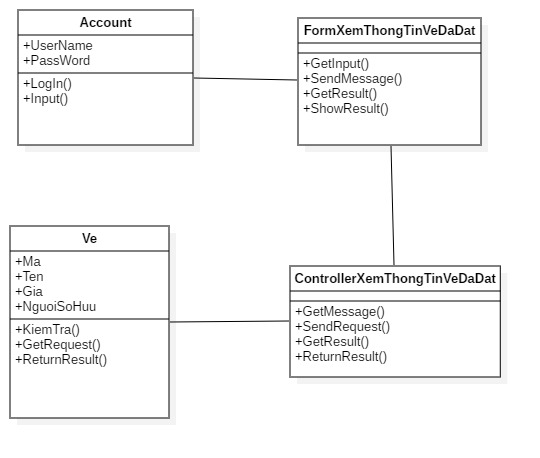 Account
+UserName
+PassWord
+LogIn()
+Input()
FormXemThongTinVeDaDat
+GetInput()
+SendMessage()
+GetResult()
+ShowResult()
Ve
+Ma
+Ten
+Gia
+NguoiSoHuu
+KiemTra()
+GetRequest()
+ReturnResult()
ControllerXemThongTinVeDaDat
+GetMessage()
+SendRequest()
+GetResult()
+ReturnResult()